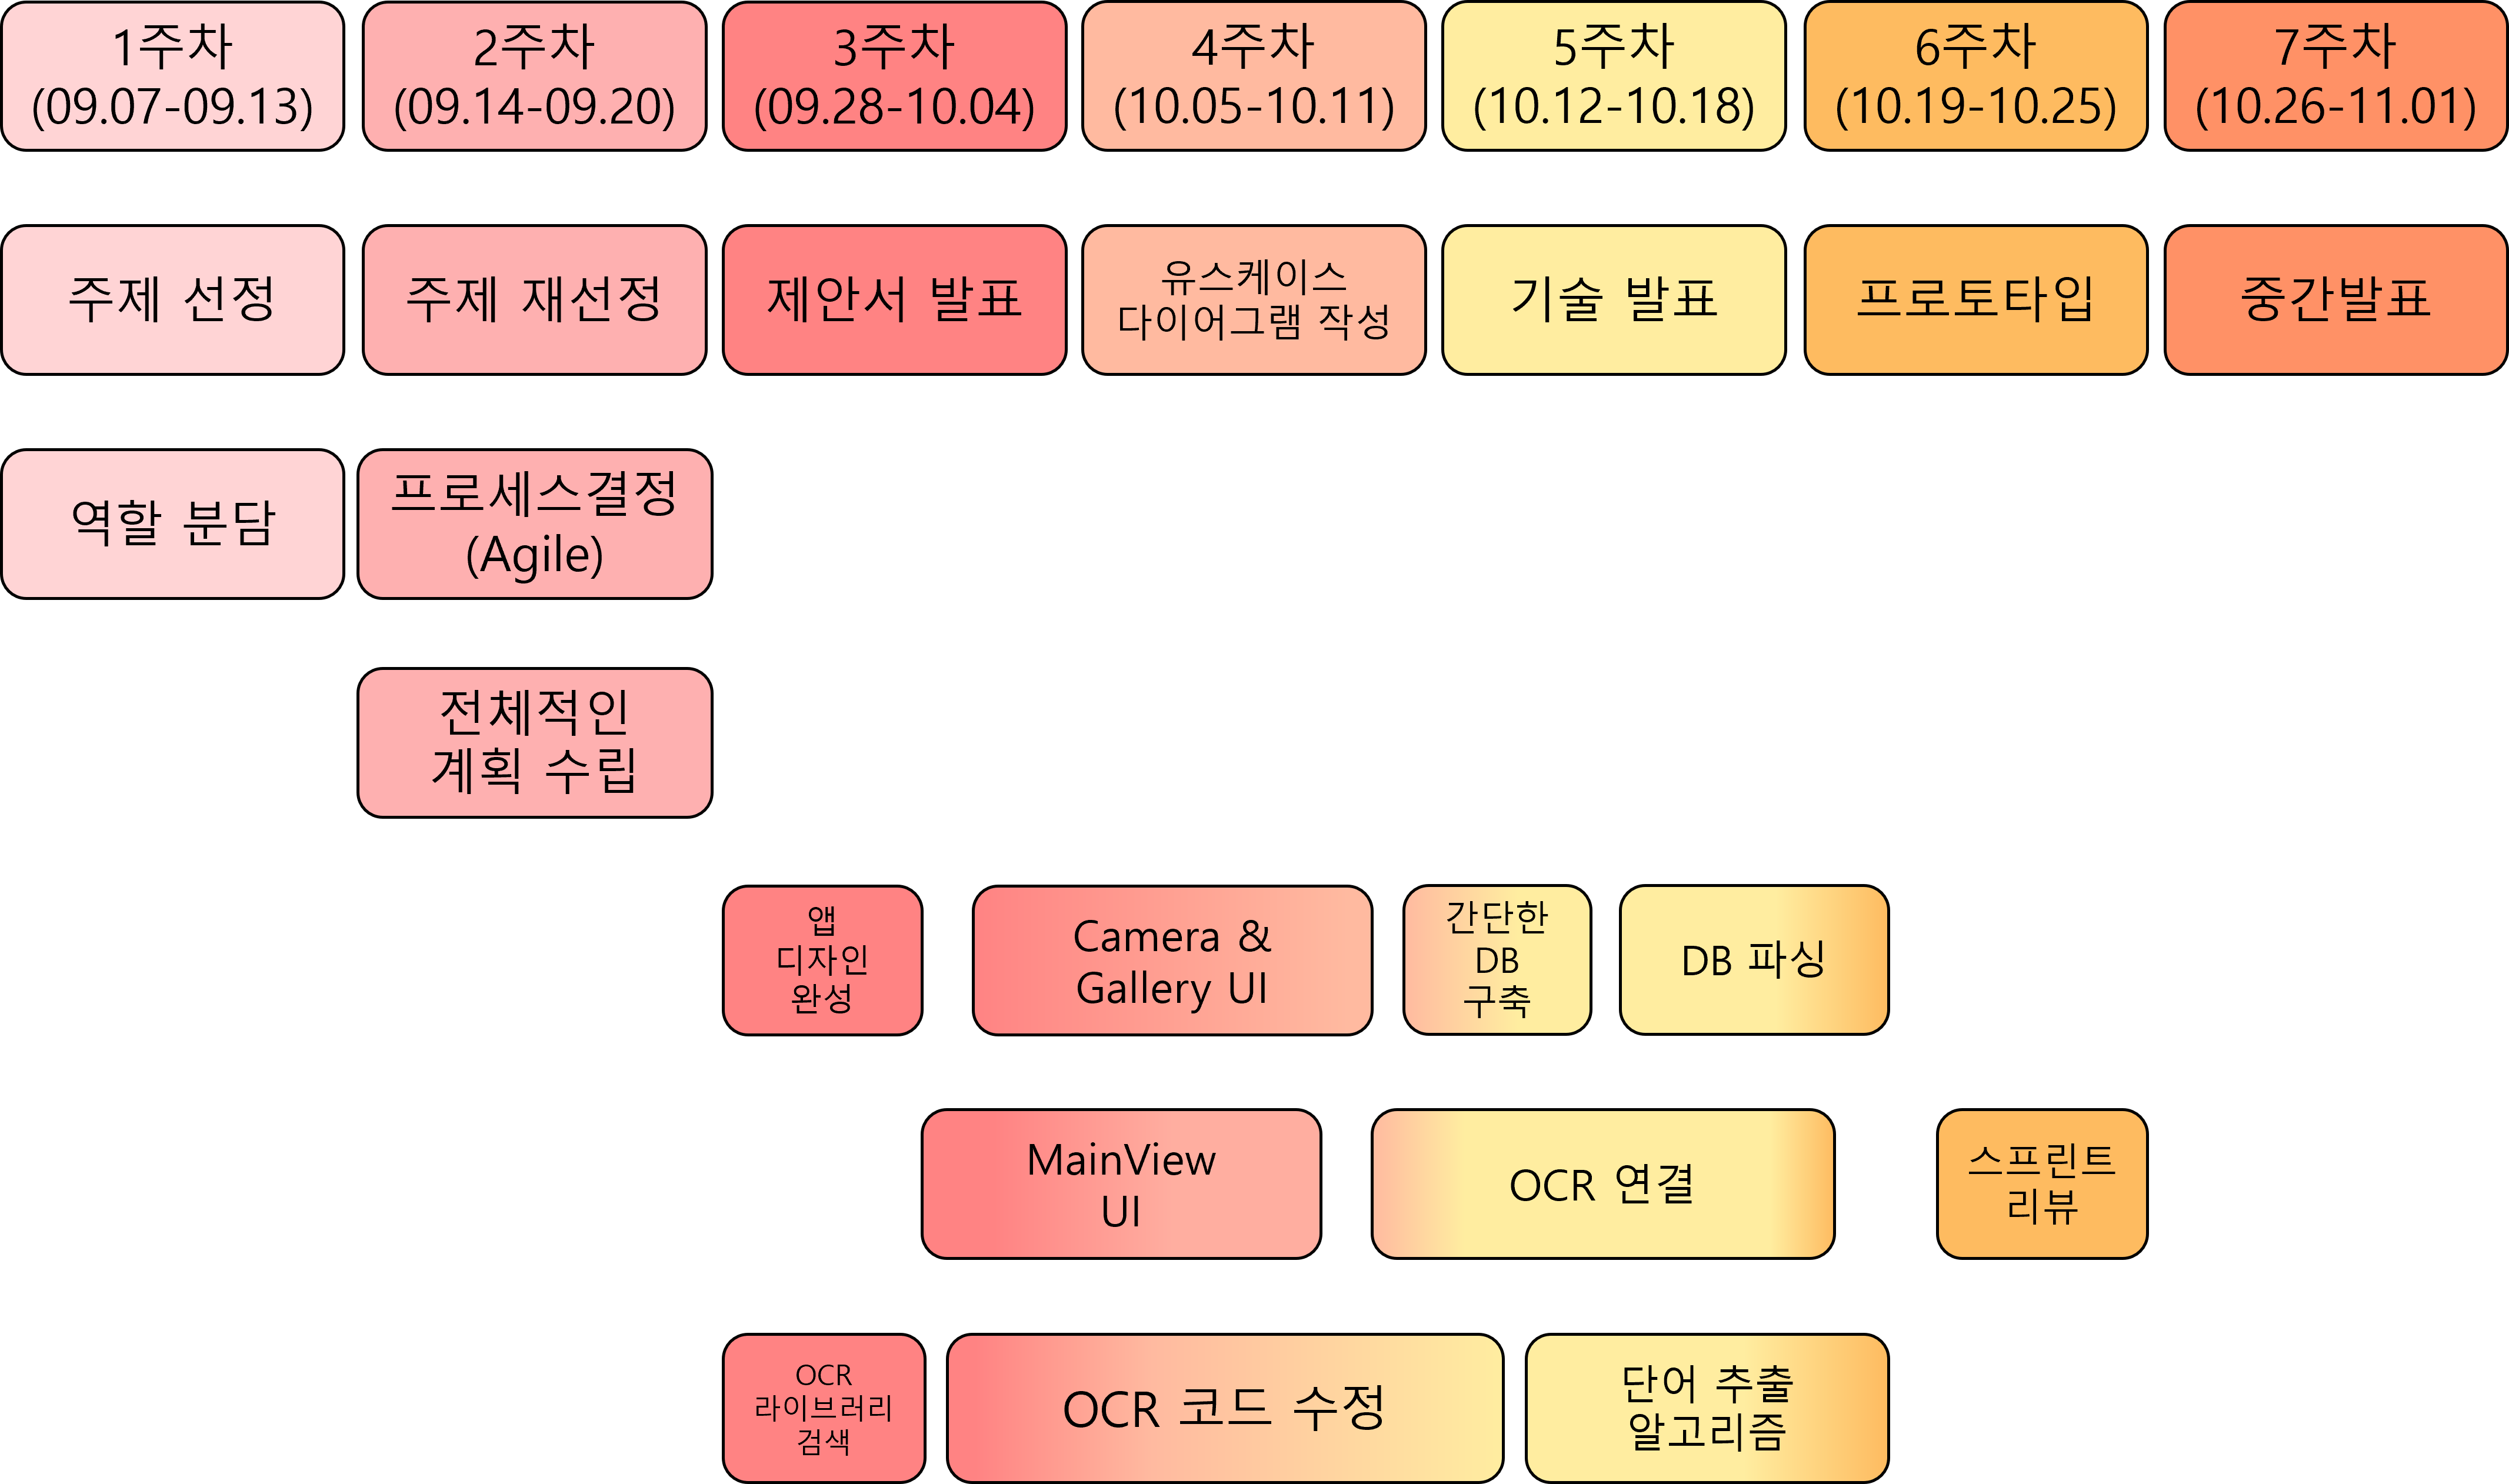 1주차
(09.07-09.13)
2주차
(09.14-09.20)
3주차
(09.28-10.04)
4주차
(10.05-10.11)
5주차
(10.12-10.18)
6주차
(10.19-10.25)
7주차
(10.26-11.01)
주제 선정
주제 재선정
제안서 발표
유스케이스
다이어그램 작성
기술 발표
프로토타입
중간발표
역할 분담
프로세스결정
(Agile)
전체적인
계획 수립
앱
디자인
완성
Camera &
Gallery UI
간단한
DB
구축
DB 파싱
MainView
UI
OCR 연결
스프린트
리뷰
OCR
라이브러리
검색
OCR 코드 수정
단어 추출
알고리즘